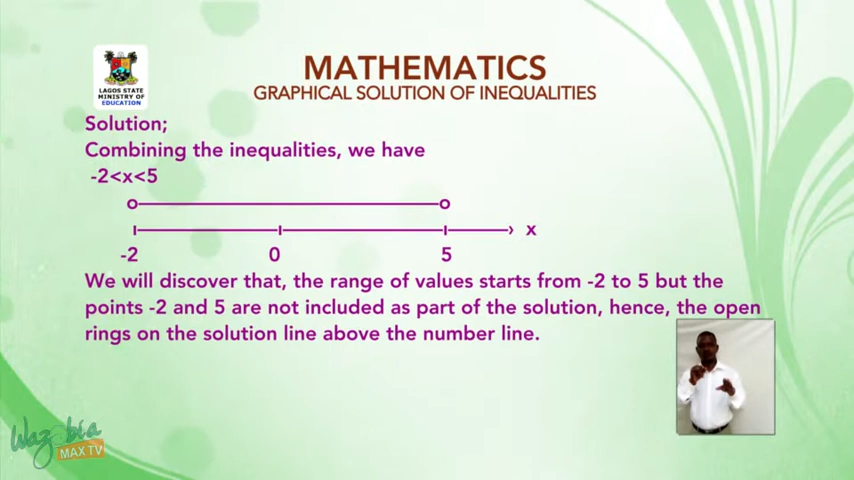 LAGOS STATE
MINISTRY OF
EDUCATION
MATHEMATICS
GRAPHICAL SOLUTION OF INEQUALITIES
Solution;
Combining the inequalities, we have
-2<x<5
x
-2 0 5
We will discover that, the range of values starts from -2 to 5 but the
points -2 and 5 are not included as part of the solution, hence, the open
rings on the solution line above the number line.
Wazobia
MAX TV